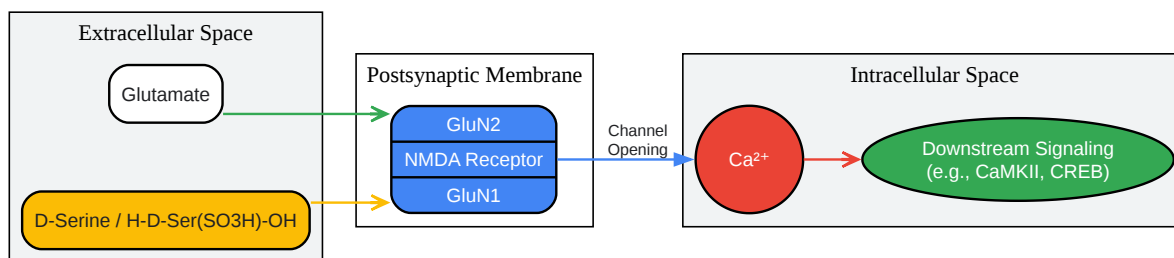 Extracellular Space
Glutamate
D-Serine / H-D-Ser(SO3H)-OH
Postsynaptic Membrane
GluN2
NMDA Receptor
GluN1
Channel
Opening
Intracellular Space
Ca²⁺
Downstream Signaling
(e.g., CaMKII, CREB)